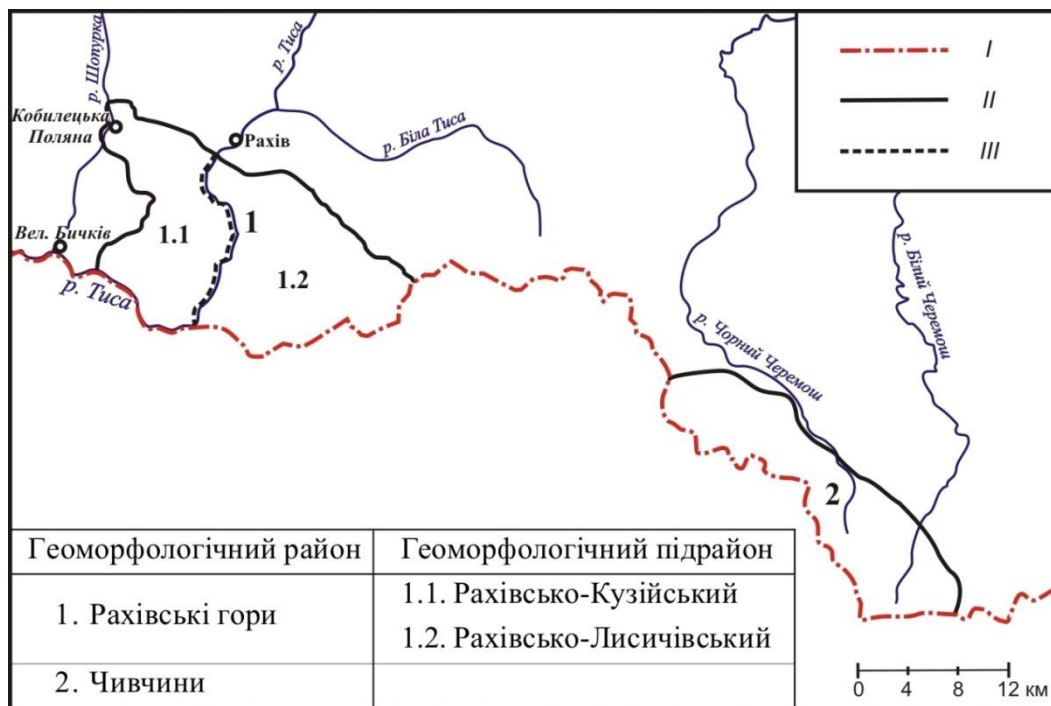 р. Шопурка
р. Тиса
I
II
III
Кобилецька
Поляна
Рахів
р. Біла Тиса
Вел. Бичків
1.1
1
1.2
р. Тиса
р. Білий Черемош
р. Чорний Черемош
2
Геоморфологічний район
Геоморфологічний підрайон
1. Рахівські гори
1.1. Рахівсько-Кузійський
1.2. Рахівсько-Лисичівський
2. Чивчини
0 4 8 12 км